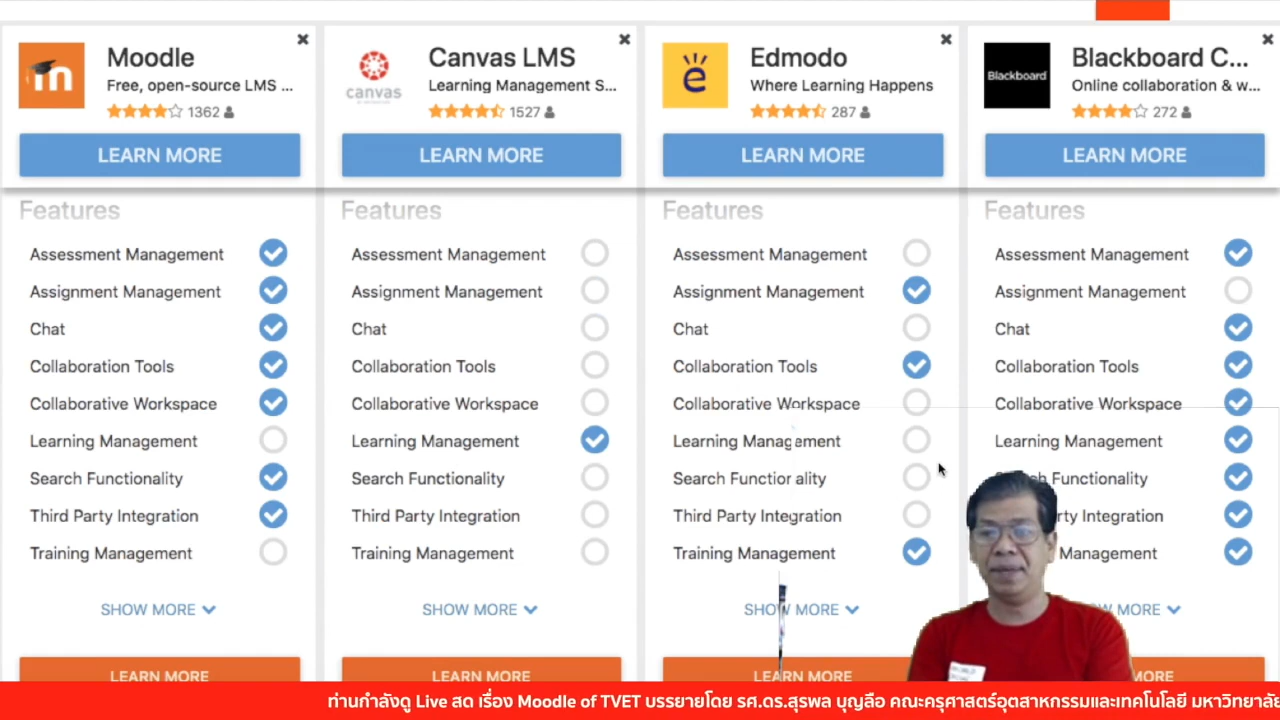 Moodle
Free, open-source LMS ...
1362
LEARN MORE
Features
Assessment Management
Assignment Management
Chat
Collaboration Tools
Collaborative Workspace
Learning Management
Search Functionality
Third Party Integration
Training Management
SHOW MORE
LEARN MORE
canvas
Canvas LMS
Learning Management S...
1527
LEARN MORE
Features
Assessment Management
Assignment Management
Chat
Collaboration Tools
Collaborative Workspace
Learning Management
Search Functionality
Third Party Integration
Training Management
SHOW MORE
LEARN MORE
Edmodo
Where Learning Happens
287
LEARN MORE
Features
Assessment Management
Assignment Management
Chat
Collaboration Tools
Collaborative Workspace
Learning Management
Search Functionality
Third Party Integration
Training Management
SHOW MORE
LEARN MORE
Blackboard
Blackboard C...
Online collaboration & w...
272
LEARN MORE
Features
Assessment Management
Assignment Management
Chat
Collaboration Tools
Collaborative Workspace
Learning Management
Functionality
Integration
Management
MORE
LEARN MORE
ท่านกำลังดู Live สด เรื่อง Moodle of TVET บรรยายโดย รศ.ดร.สุรพล บุญลือ คณะครุศาสตร์อุตสาหกรรมและเทคโนโลยี มหาวิทยาลัย